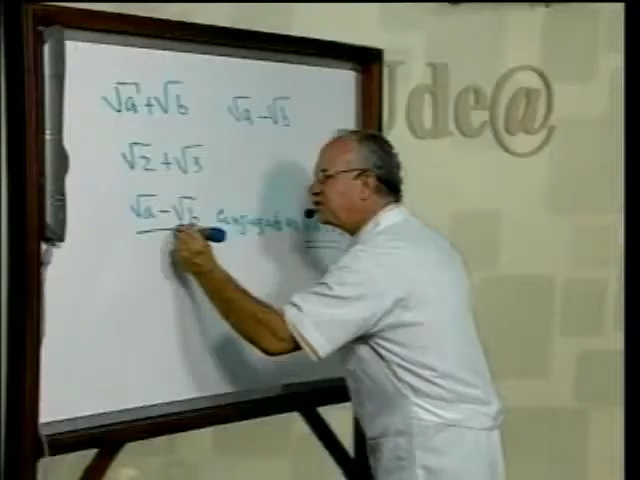 √a + √b √a - √b
√2 + √3
√a - √b Conjugado
Ude@